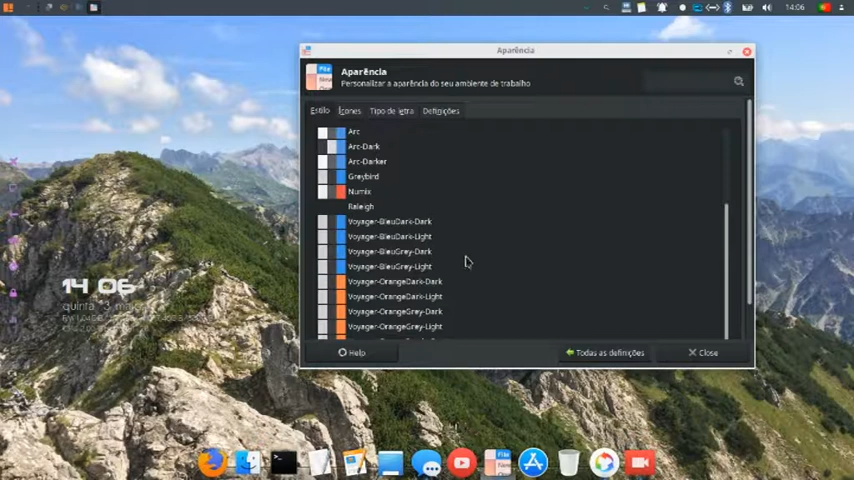 14:06
Aparência
Aparência
Personalizar a aparência do seu ambiente de trabalho
Estilo Ícones Tipo de letra Definições
Arc
Arc-Dark
Arc-Darker
Greybird
Numix
Raleigh
Voyager-BleuDark-Dark
Voyager-BleuDark-Light
Voyager-BleuGrey-Dark
Voyager-BleuGrey-Light
Voyager-OrangeDark-Dark
Voyager-OrangeDark-Light
Voyager-OrangeGrey-Dark
Voyager-OrangeGrey-Light
Help Todas as definições Close
14 06
quinta
File